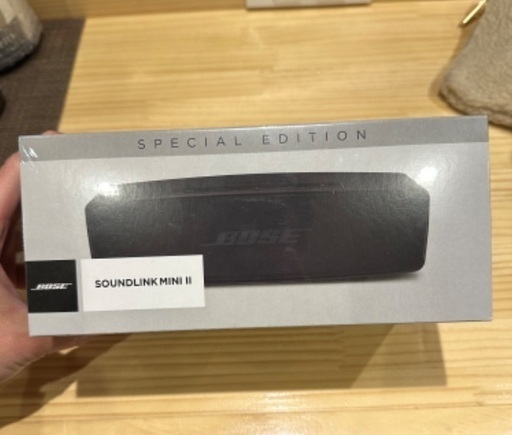 SPECIAL EDITION
BOSE
BOSE
SOUNDLINK MINI II